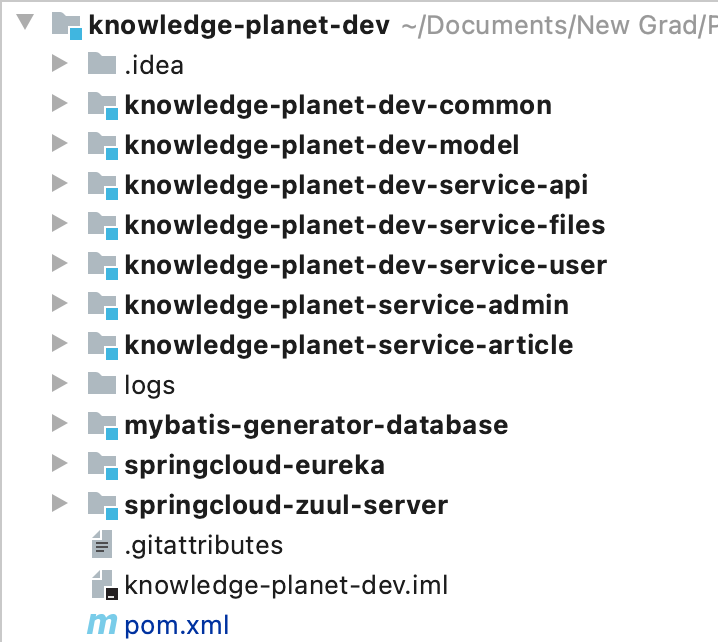 knowledge-planet-dev ~/Documents/New Grad/P
.idea
knowledge-planet-dev-common
knowledge-planet-dev-model
knowledge-planet-dev-service-api
knowledge-planet-dev-service-files
knowledge-planet-dev-service-user
knowledge-planet-service-admin
knowledge-planet-service-article
logs
mybatis-generator-database
springcloud-eureka
springcloud-zuul-server
.gitattributes
knowledge-planet-dev.iml
m pom.xml